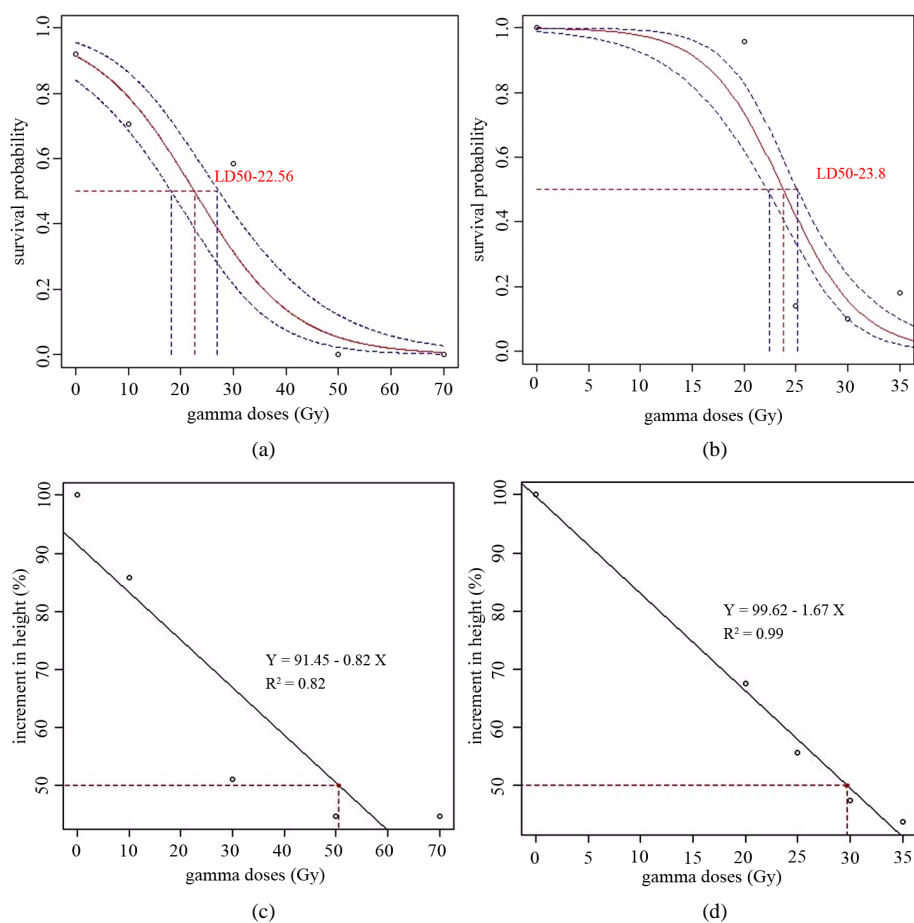 1.0
0.8
0.6
0.4
0.2
0.0
survival probability
LD50-22.56
0 10 20 30 40 50 60 70
gamma doses (Gy)
(a)
1.0
0.8
0.6
0.4
0.2
0.0
survival probability
LD50-23.8
0 5 10 15 20 25 30 35
gamma doses (Gy)
(b)
100
90
80
70
60
50
increment in height (%)
Y = 91.45 - 0.82 X
R² = 0.82
0 10 20 30 40 50 60 70
gamma doses (Gy)
(c)
100
90
80
70
60
50
increment in height (%)
Y = 99.62 - 1.67 X
R² = 0.99
0 5 10 15 20 25 30 35
gamma doses (Gy)
(d)